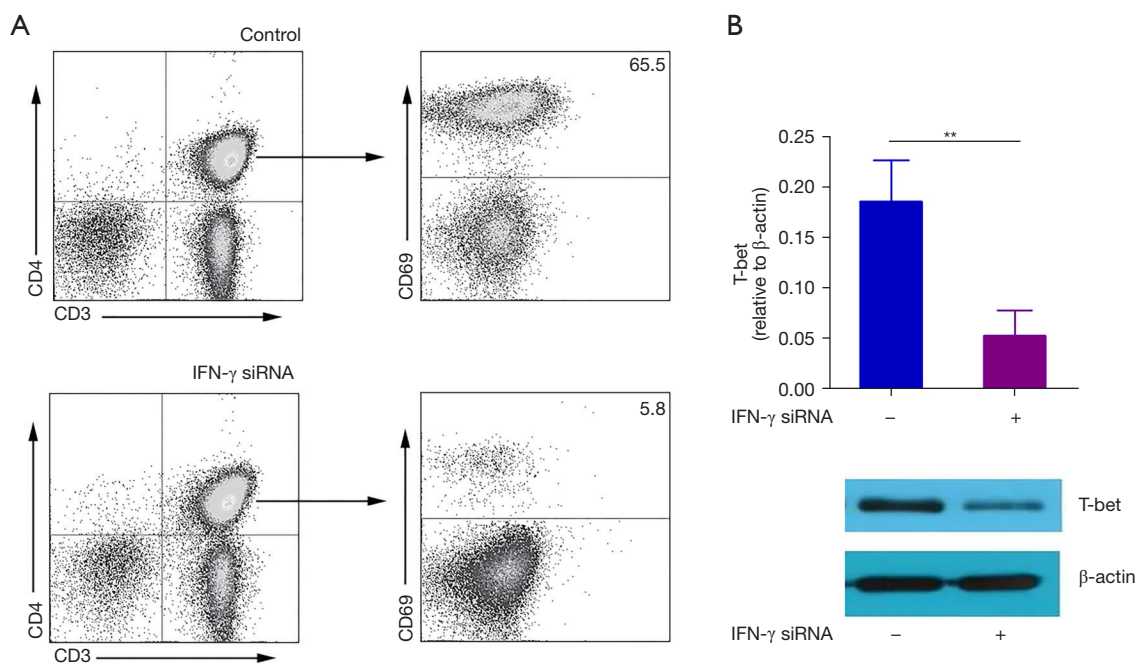 A
Control
65.5
CD4
CD3
CD69
IFN-γ siRNA
5.8
CD4
CD3
CD69
B
**
0.25
0.20
0.15
0.10
0.05
0.00
T-bet
(relative to β-actin)
IFN-γ siRNA – +
T-bet
β-actin
IFN-γ siRNA – +